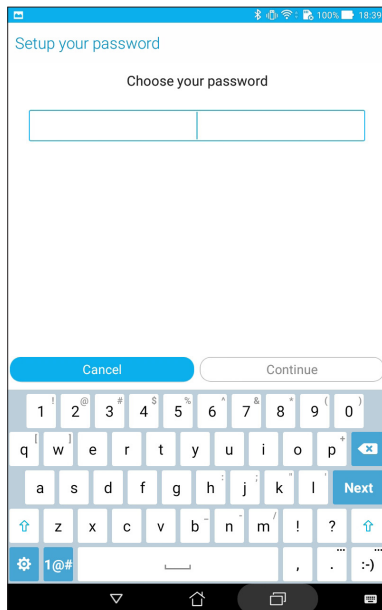 100% 18:39
Setup your password
Choose your password
Cancel Continue
! @ # $ % ^ & * ( )
1 2 3 4 5 6 7 8 9 0
[ ] +
q w e r t y u i o p
: ; " '
a s d f g h j k l Next
_ - /
z x c v b n m ! ?
1@# , . :-)